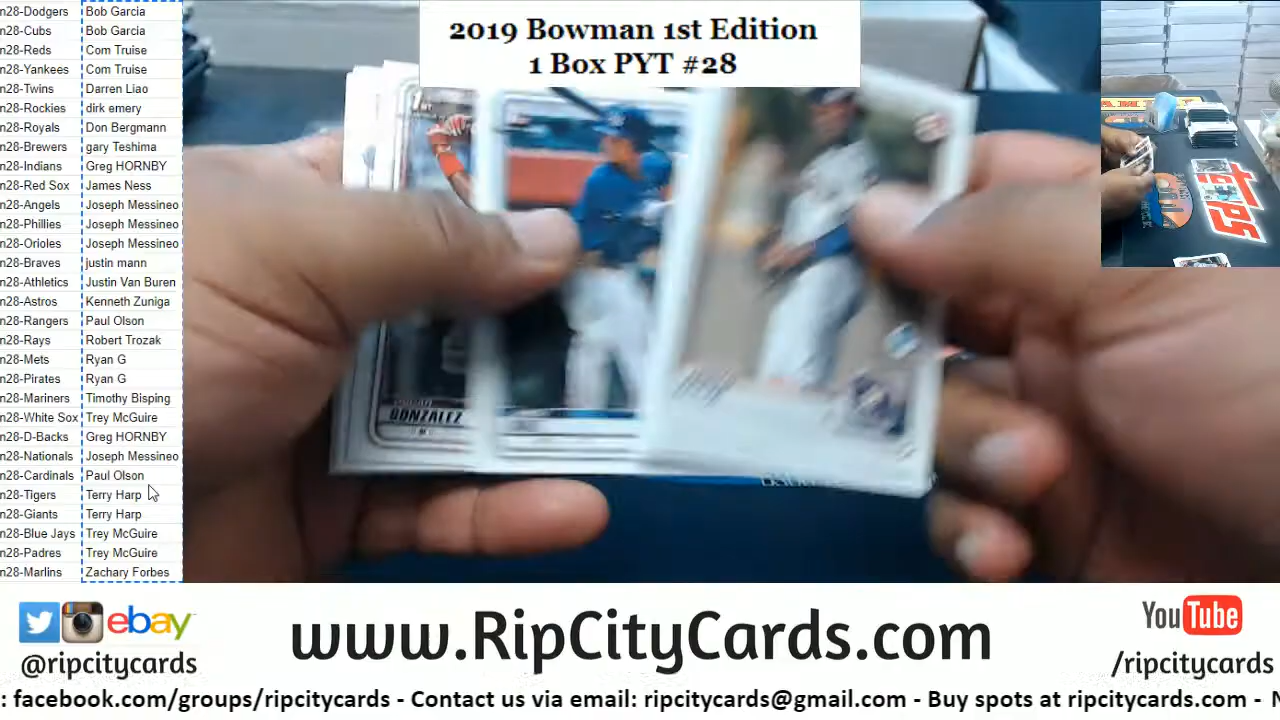 2019 Bowman 1st Edition
1 Box PYT #28
n28-Dodgers Bob Garcia
n28-Cubs Bob Garcia
n28-Reds Com Truise
n28-Yankees Com Truise
n28-Twins Darren Liao
n28-Rockies dirk emery
n28-Royals Don Bergmann
n28-Brewers gary Teshima
n28-Indians Greg HORNBY
n28-Red Sox James Ness
n28-Angels Joseph Messineo
n28-Phillies Joseph Messineo
n28-Orioles Joseph Messineo
n28-Braves justin mann
n28-Athletics Justin Van Buren
n28-Astros Kenneth Zuniga
n28-Rangers Paul Olson
n28-Rays Robert Trozak
n28-Mets Ryan G
n28-Pirates Ryan G
n28-Mariners Timothy Bisping
n28-White Sox Trey McGuire
n28-D-Backs Greg HORNBY
n28-Nationals Joseph Messineo
n28-Cardinals Paul Olson
n28-Tigers Terry Harp
n28-Giants Terry Harp
n28-Blue Jays Trey McGuire
n28-Padres Trey McGuire
n28-Marlins Zachary Forbes
1st
GONZALEZ
Topps
ebay
@ripcitycards
www.RipCityCards.com
YouTube
/ripcitycards
: facebook.com/groups/ripcitycards - Contact us via email: ripcitycards@gmail.com - Buy spots at ripcitycards.com - N